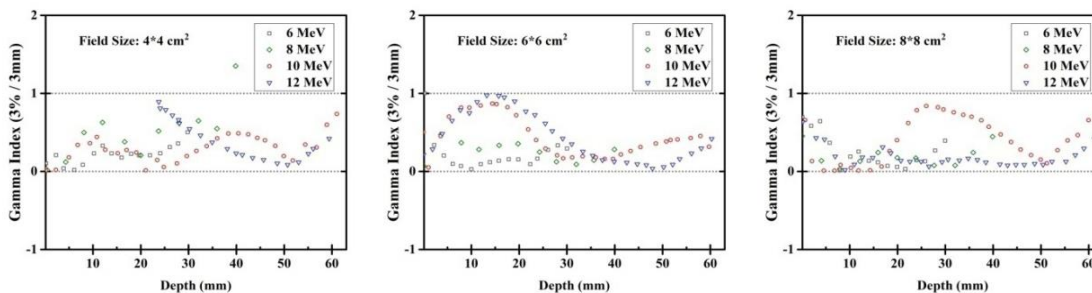 Gamma Index (3% / 3mm)
2
1
0
-1
Field Size: 4*4 cm²
6 MeV
8 MeV
10 MeV
12 MeV
10 20 30 40 50 60
Depth (mm)
Gamma Index (3% / 3mm)
2
1
0
-1
Field Size: 6*6 cm²
6 MeV
8 MeV
10 MeV
12 MeV
10 20 30 40 50 60
Depth (mm)
Gamma Index (3% / 3mm)
2
1
0
-1
Field Size: 8*8 cm²
6 MeV
8 MeV
10 MeV
12 MeV
10 20 30 40 50 60
Depth (mm)